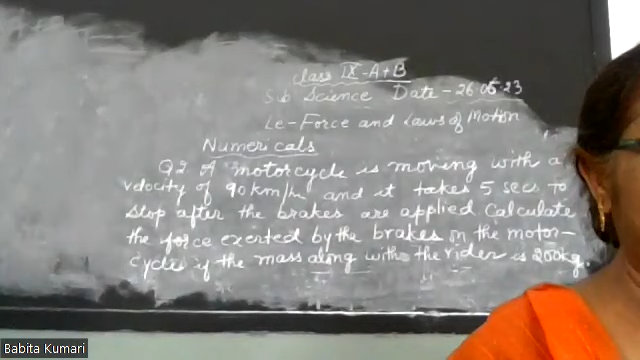 Class IX-A+B
Sub Science Date-26.05.23
Le-Force and Laws of Motion
Numericals
Q2 A motorcycle is moving with a
velocity of 90km/h and it takes 5 secs to
stop after the brakes are applied Calculate
the force exerted by the brakes on the motor-
cycle if the mass along with the rider is 200kg.
Babita Kumari